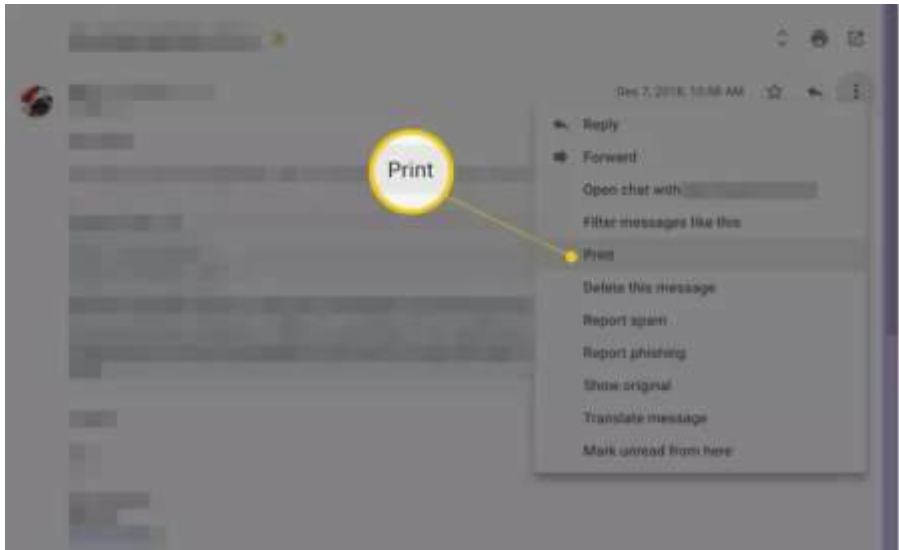 Dec 7, 2018, 10:58 AM
Reply
Forward
Print
Open chat with
Filter messages like this
Print
Delete this message
Report spam
Report phishing
Show original
Translate message
Mark unread from here